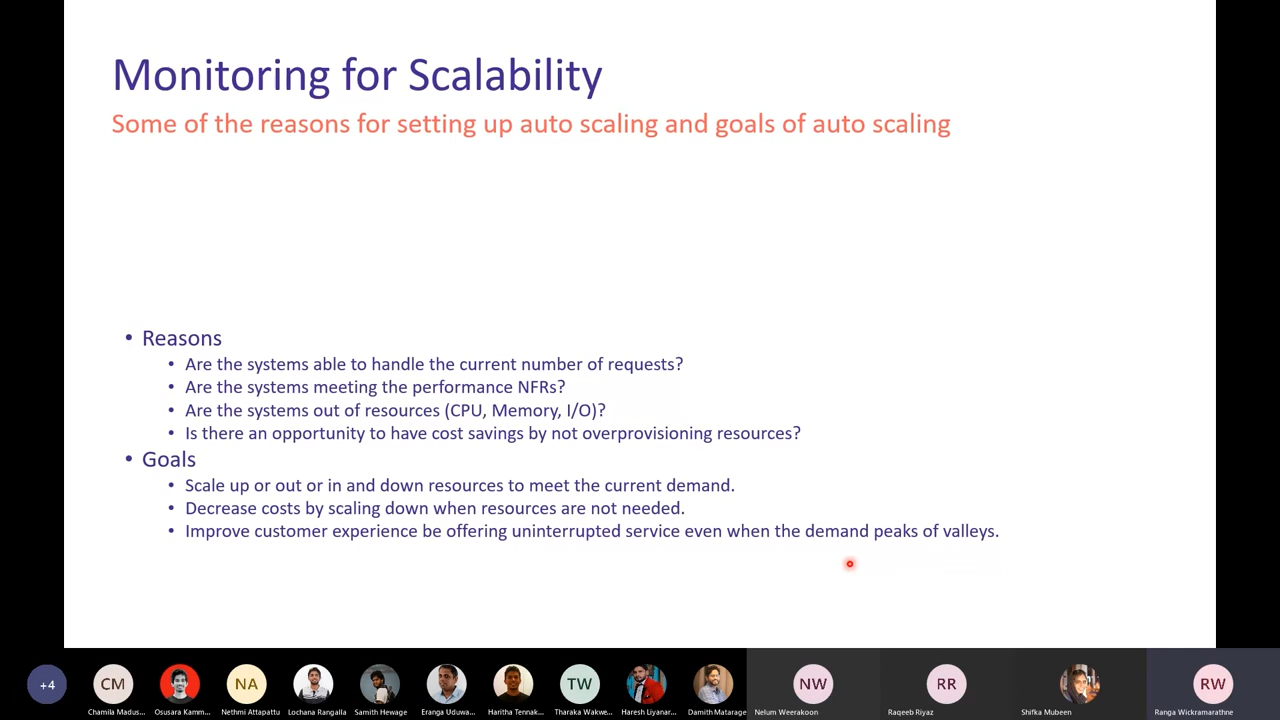 Monitoring for Scalability
Some of the reasons for setting up auto scaling and goals of auto scaling
• Reasons
• Are the systems able to handle the current number of requests?
• Are the systems meeting the performance NFRs?
• Are the systems out of resources (CPU, Memory, I/O)?
• Is there an opportunity to have cost savings by not overprovisioning resources?
• Goals
• Scale up or out or in and down resources to meet the current demand.
• Decrease costs by scaling down when resources are not needed.
• Improve customer experience be offering uninterrupted service even when the demand peaks of valleys.
+4
CM
NA
TW
NW
RR
RW
Chamila Madus...
Osusara Kamm...
Nethmi Attapattu
Lochana Rangalla
Samith Hewage
Eranga Uduwa...
Haritha Tennak...
Tharaka Wakwe...
Haresh Liyanar...
Damith Matarage
Nelum Weerakoon
Raqeeb Riyaz
Shifka Mubeen
Ranga Wickramarathne